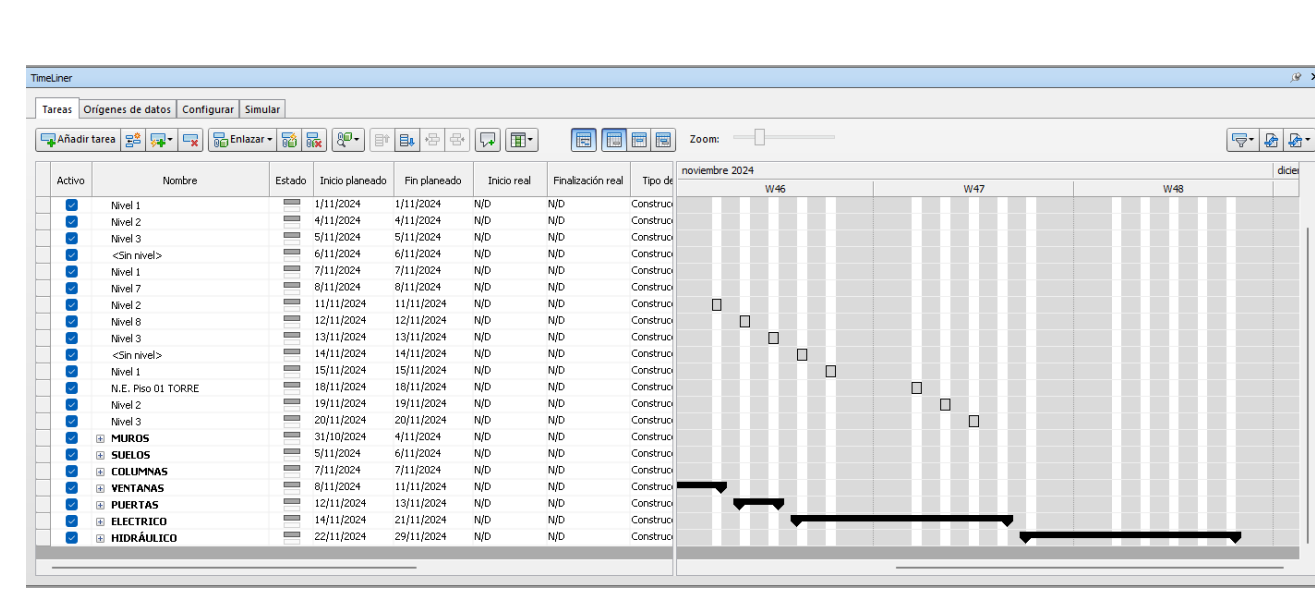 TimeLiner
Tareas Orígenes de datos Configurar Simular
Añadir tarea Enlazar Zoom:
Activo Nombre Estado Inicio planeado Fin planeado Inicio real Finalización real Tipo de
noviembre 2024 dicie
W46 W47 W48
Nivel 1 1/11/2024 1/11/2024 N/D N/D Construc
Nivel 2 4/11/2024 4/11/2024 N/D N/D Construc
Nivel 3 5/11/2024 5/11/2024 N/D N/D Construc
<Sin nivel> 6/11/2024 6/11/2024 N/D N/D Construc
Nivel 1 7/11/2024 7/11/2024 N/D N/D Construc
Nivel 7 8/11/2024 8/11/2024 N/D N/D Construc
Nivel 2 11/11/2024 11/11/2024 N/D N/D Construc
Nivel 8 12/11/2024 12/11/2024 N/D N/D Construc
Nivel 3 13/11/2024 13/11/2024 N/D N/D Construc
<Sin nivel> 14/11/2024 14/11/2024 N/D N/D Construc
Nivel 1 15/11/2024 15/11/2024 N/D N/D Construc
N.E. Piso 01 TORRE 18/11/2024 18/11/2024 N/D N/D Construc
Nivel 2 19/11/2024 19/11/2024 N/D N/D Construc
Nivel 3 20/11/2024 20/11/2024 N/D N/D Construc
MUROS 31/10/2024 4/11/2024 N/D N/D Construc
SUELOS 5/11/2024 6/11/2024 N/D N/D Construc
COLUMNAS 7/11/2024 7/11/2024 N/D N/D Construc
VENTANAS 8/11/2024 11/11/2024 N/D N/D Construc
PUERTAS 12/11/2024 13/11/2024 N/D N/D Construc
ELECTRICO 14/11/2024 21/11/2024 N/D N/D Construc
HIDRÁULICO 22/11/2024 29/11/2024 N/D N/D Construc